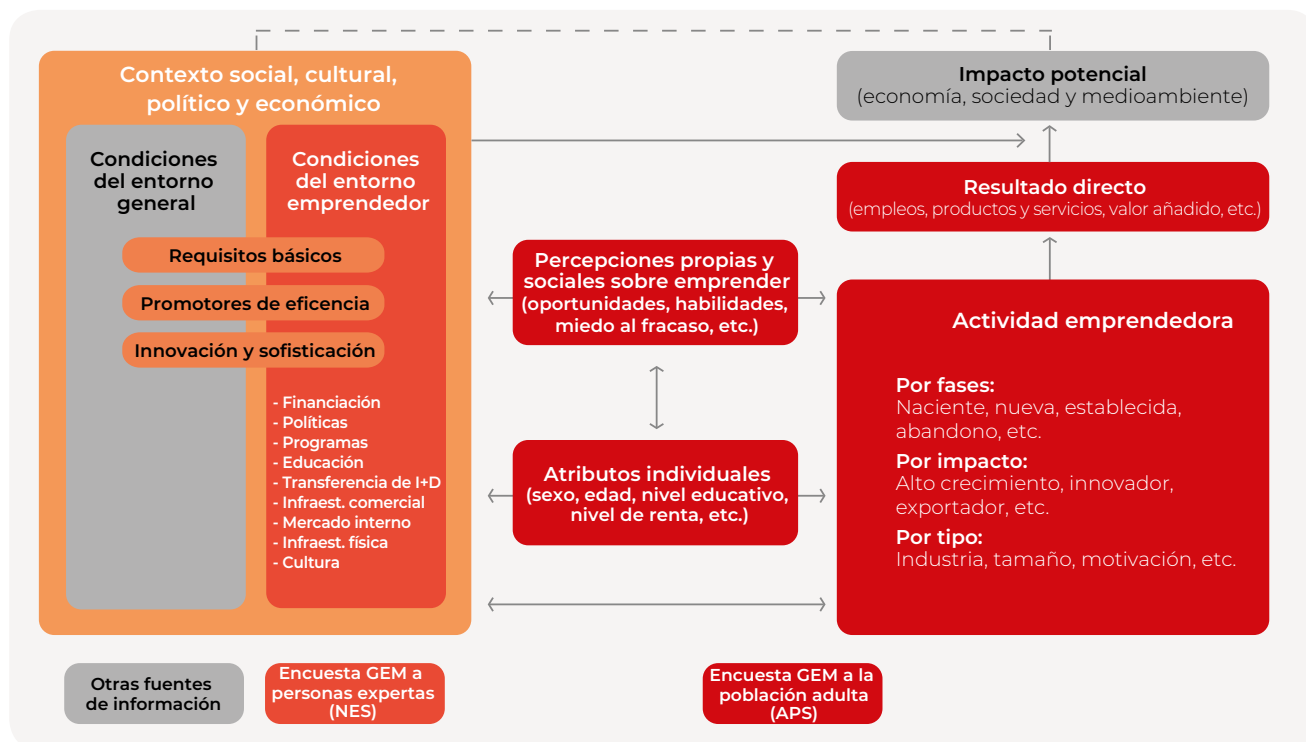 Contexto social, cultural,
político y económico
Condiciones
del entorno
general
Condiciones
del entorno
emprendedor
Requisitos básicos
Promotores de eficencia
Innovación y sofisticación
- Financiación
- Políticas
- Programas
- Educación
- Transferencia de I+D
- Infraest. comercial
- Mercado interno
- Infraest. física
- Cultura
Percepciones propias y
sociales sobre emprender
(oportunidades, habilidades,
miedo al fracaso, etc.)
Atributos individuales
(sexo, edad, nivel educativo,
nivel de renta, etc.)
Impacto potencial
(economía, sociedad y medioambiente)
Resultado directo
(empleos, productos y servicios, valor añadido, etc.)
Actividad emprendedora
Por fases:
Naciente, nueva, establecida,
abandono, etc.
Por impacto:
Alto crecimiento, innovador,
exportador, etc.
Por tipo:
Industria, tamaño, motivación, etc.
Otras fuentes
de información
Encuesta GEM a
personas expertas
(NES)
Encuesta GEM a la
población adulta
(APS)